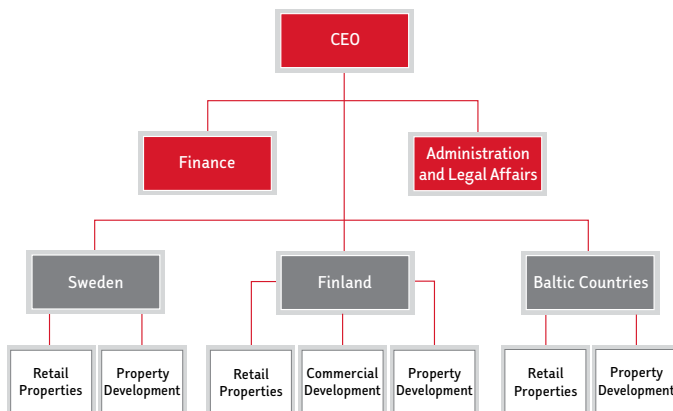 CEO
Finance
Administration
and Legal Affairs
Sweden
Finland
Baltic Countries
Retail
Properties
Property
Development
Retail
Properties
Commercial
Development
Property
Development
Retail
Properties
Property
Development